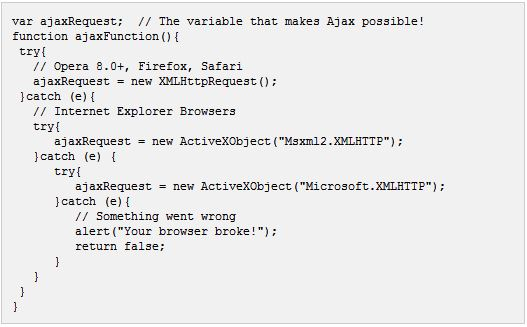 var ajaxRequest;  // The variable that makes Ajax possible!
function ajaxFunction(){
 try{
   // Opera 8.0+, Firefox, Safari
   ajaxRequest = new XMLHttpRequest();
 }catch (e){
   // Internet Explorer Browsers
   try{
      ajaxRequest = new ActiveXObject("Msxml2.XMLHTTP");
   }catch (e) {
      try{
         ajaxRequest = new ActiveXObject("Microsoft.XMLHTTP");
      }catch (e){
         // Something went wrong
         alert("Your browser broke!");
         return false;
      }
   }
 }
}